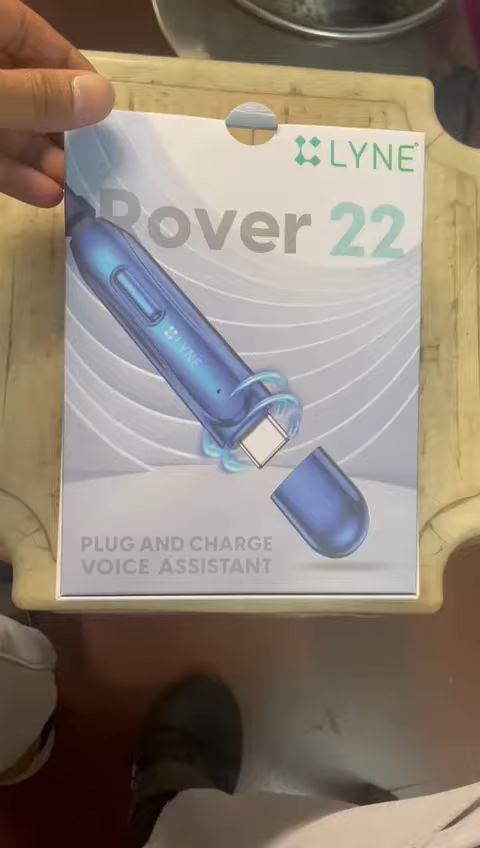 LYNE
Rover 22
LYNE
PLUG AND CHARGE
VOICE ASSISTANT